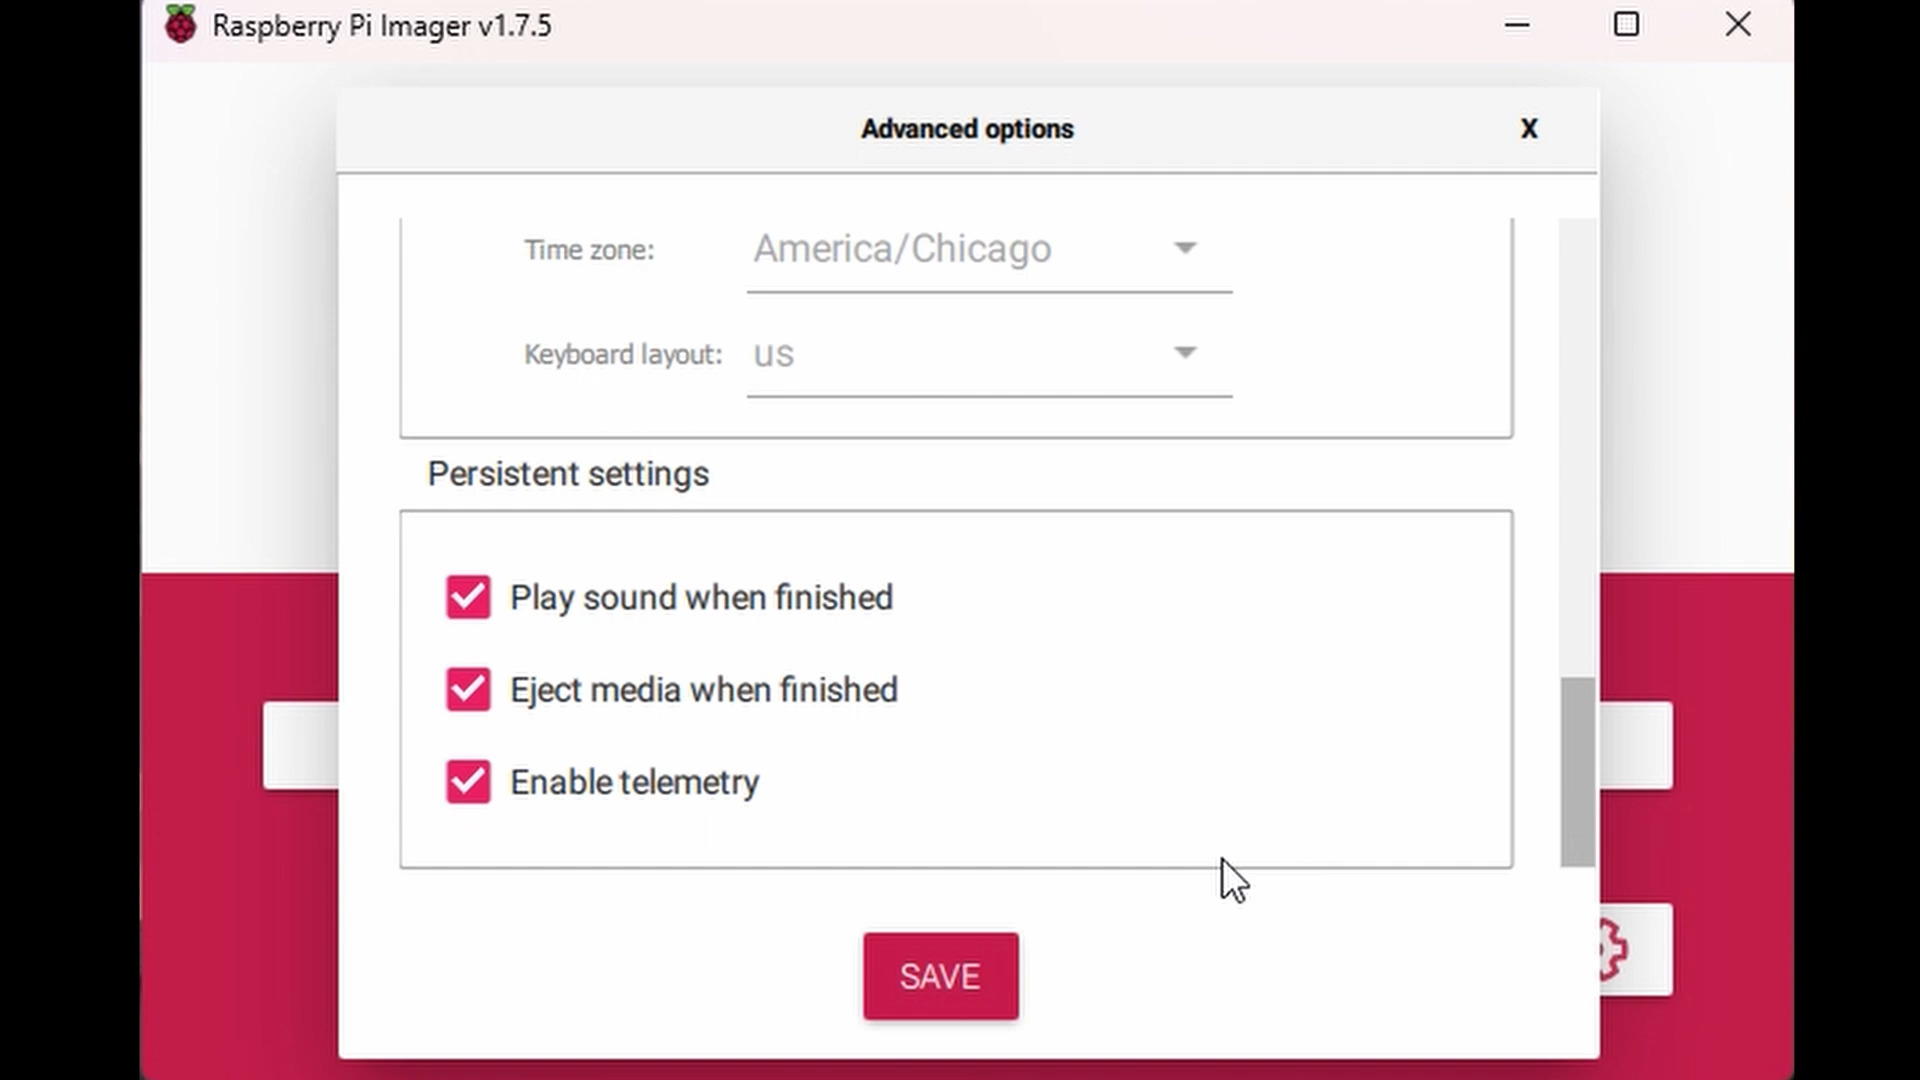 Raspberry Pi Imager v1.7.5
Advanced options X
Time zone: America/Chicago
Keyboard layout: us
Persistent settings
Play sound when finished
Eject media when finished
Enable telemetry
SAVE